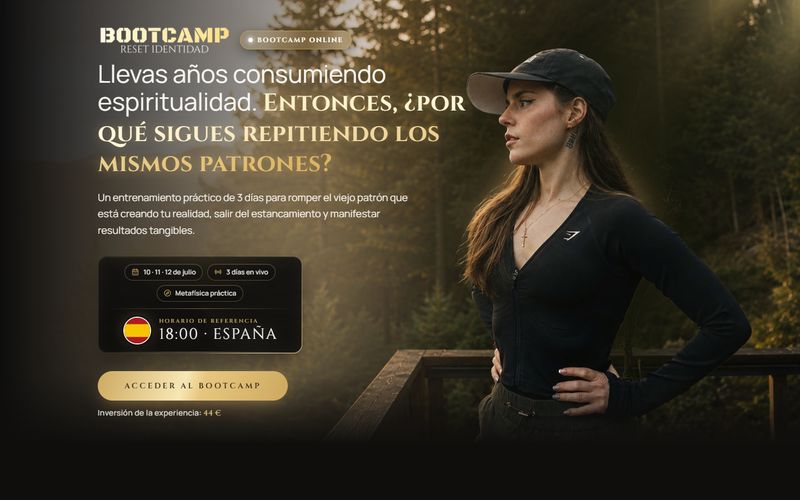 BOOTCAMP
RESET IDENTIDAD
BOOTCAMP ONLINE
Llevas años consumiendo
espiritualidad. Entonces, ¿por
qué sigues repitiendo los
mismos patrones?
Un entrenamiento práctico de 3 días para romper el viejo patrón que
está creando tu realidad, salir del estancamiento y manifestar
resultados tangibles.
10 · 11 · 12 de julio
3 días en vivo
Metafísica práctica
HORARIO DE REFERENCIA
18:00 · ESPAÑA
ACCEDER AL BOOTCAMP
Inversión de la experiencia: 44 €